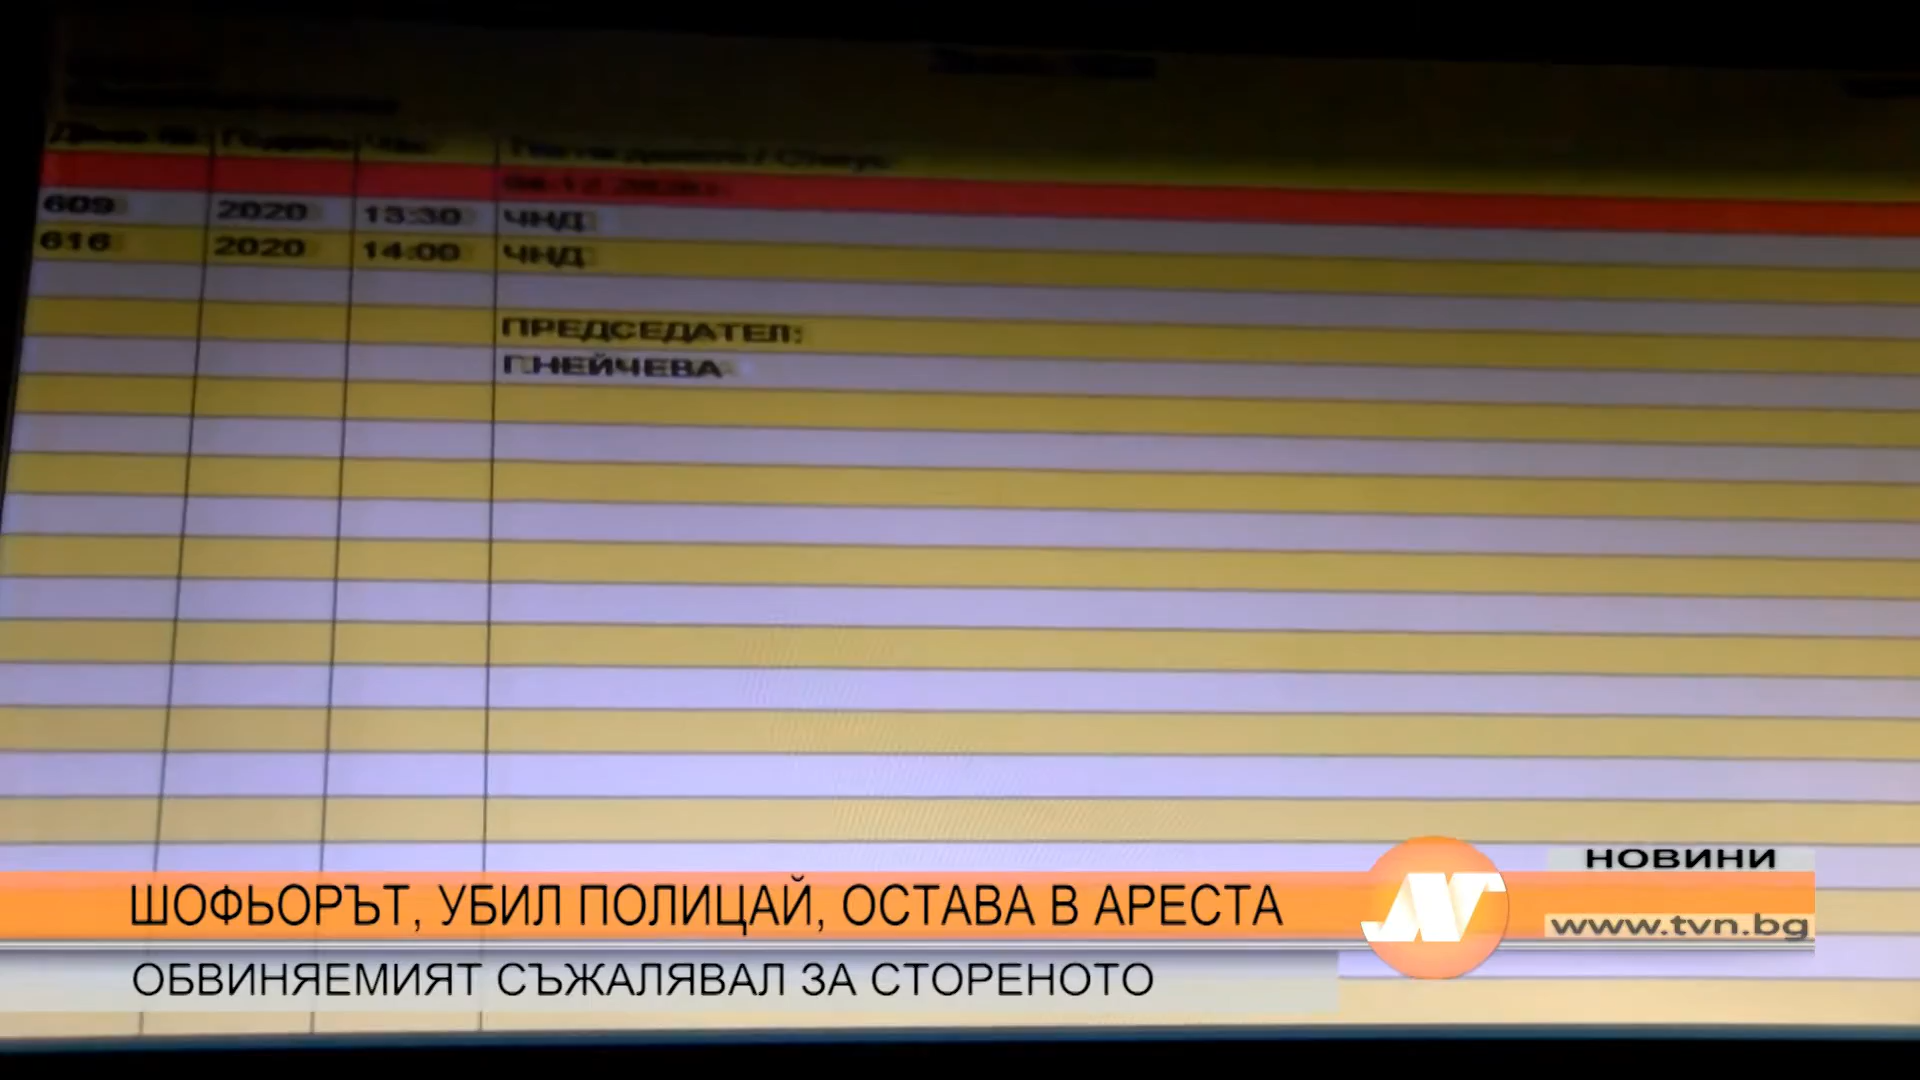 609 2020 13:30 ЧНД
616 2020 14:00 ЧНД
ПРЕДСЕДАТЕЛ:
Г.НЕЙЧЕВА
НОВИНИ
ШОФЬОРЪТ, УБИЛ ПОЛИЦАЙ, ОСТАВА В АРЕСТА
www.tvn.bg
ОБВИНЯЕМИЯТ СЪЖАЛЯВАЛ ЗА СТОРЕНОТО